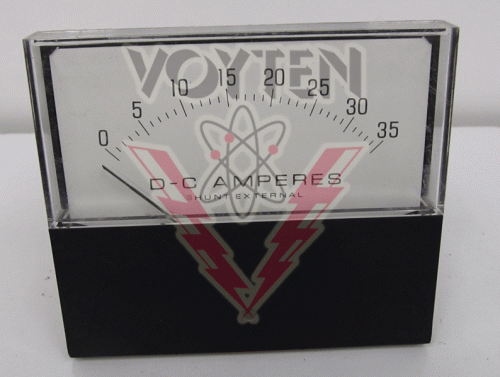 VOYTEN
0 5 10 15 20 25 30 35
D-C AMPERES
SHUNT EXTERNAL